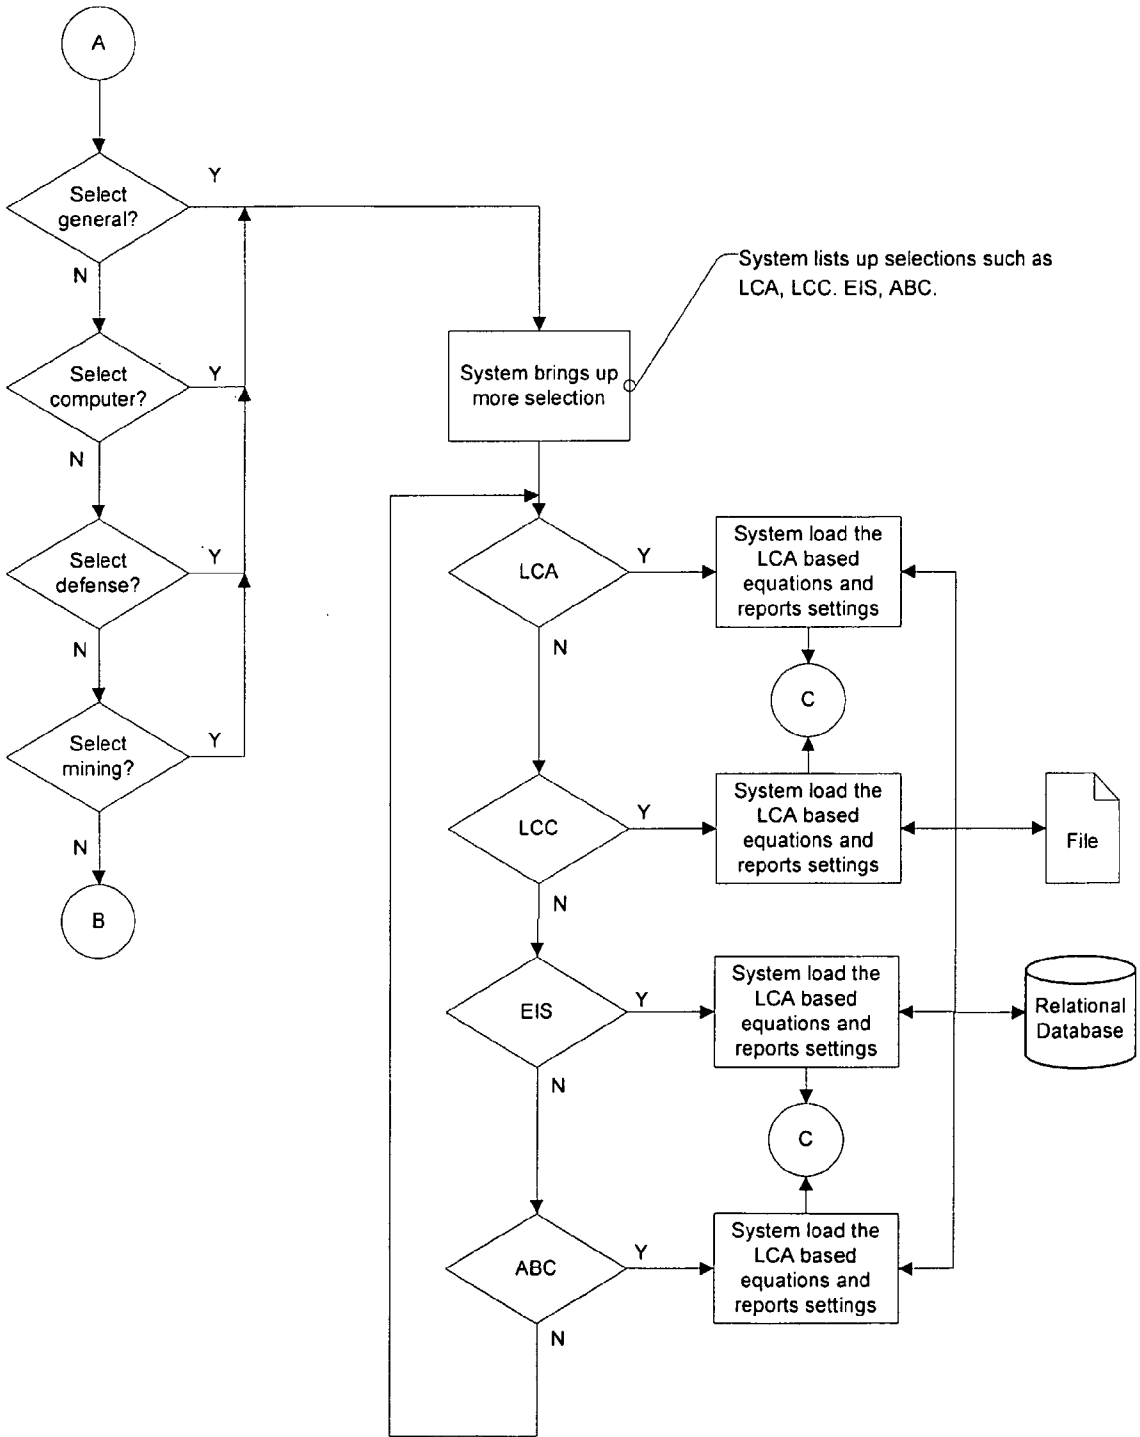 A
Select
general?
Y
N
Select
computer?
Y
N
Select
defense?
Y
N
Select
mining?
Y
N
B
System lists up selections such as
LCA, LCC. EIS, ABC.
System brings up
more selection
LCA
Y
N
System load the
LCA based
equations and
reports settings
C
LCC
Y
N
System load the
LCA based
equations and
reports settings
File
EIS
Y
N
System load the
LCA based
equations and
reports settings
Relational
Database
C
ABC
Y
N
System load the
LCA based
equations and
reports settings